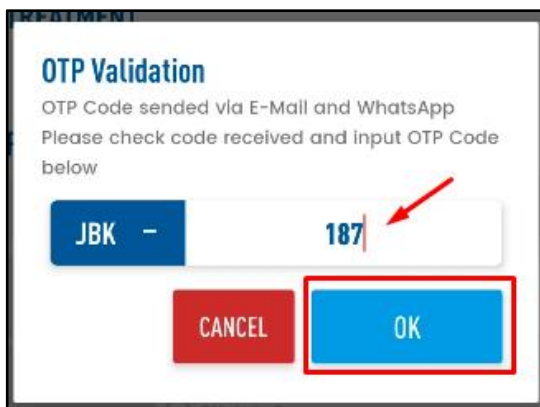 TREATMENT
OTP Validation
OTP Code sended via E-Mail and WhatsApp
Please check code received and input OTP Code
below
JBK - 187
CANCEL OK